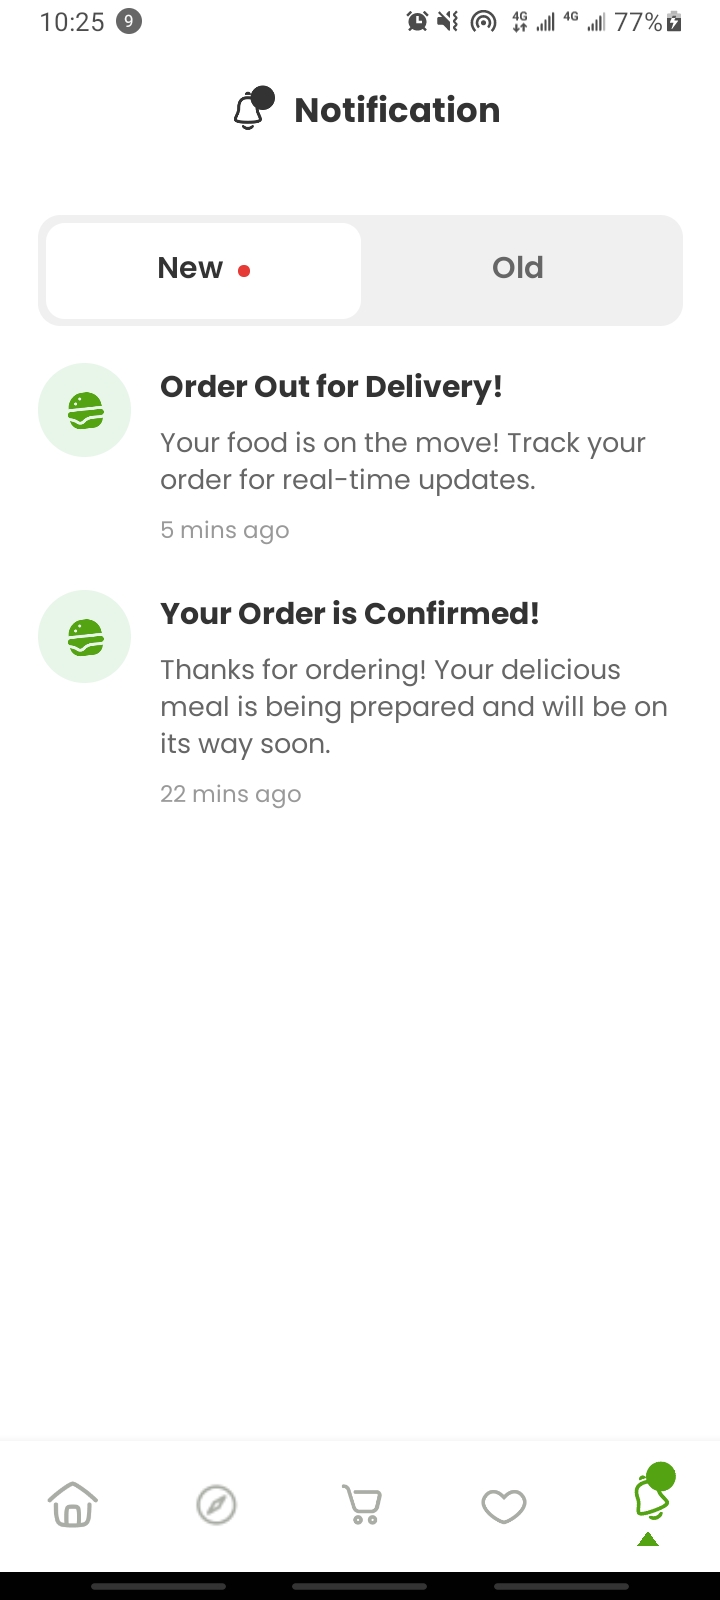 10:25 9 4G 4G 77%
Notification
New Old
Order Out for Delivery!
Your food is on the move! Track your
order for real-time updates.
5 mins ago
Your Order is Confirmed!
Thanks for ordering! Your delicious
meal is being prepared and will be on
its way soon.
22 mins ago